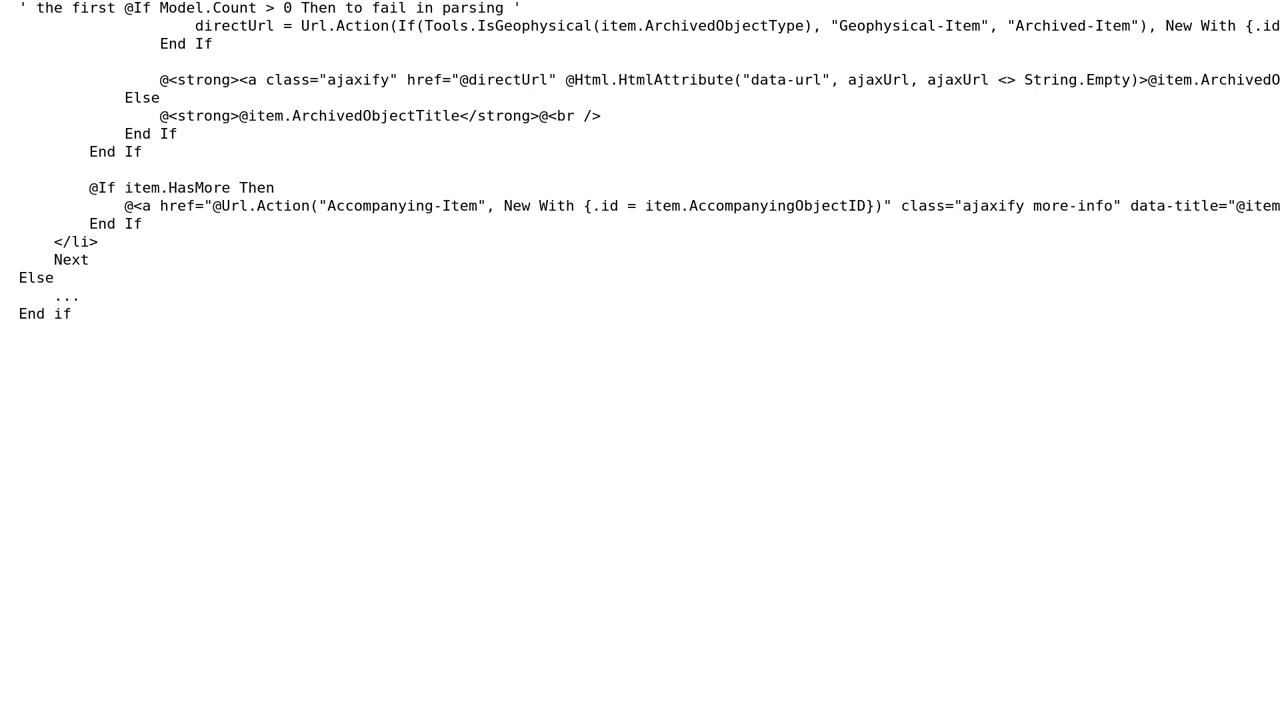 ' the first @If Model.Count > 0 Then to fail in parsing '
directUrl = Url.Action(If(Tools.IsGeophysical(item.ArchivedObjectType), "Geophysical-Item", "Archived-Item"), New With {.id
End If
@<strong><a class="ajaxify" href="@directUrl" @Html.HtmlAttribute("data-url", ajaxUrl, ajaxUrl <> String.Empty)>@item.ArchivedO
Else
@<strong>@item.ArchivedObjectTitle</strong>@<br />
End If
End If
@If item.HasMore Then
@<a href="@Url.Action("Accompanying-Item", New With {.id = item.AccompanyingObjectID})" class="ajaxify more-info" data-title="@item
End If
</li>
Next
Else
...
End if